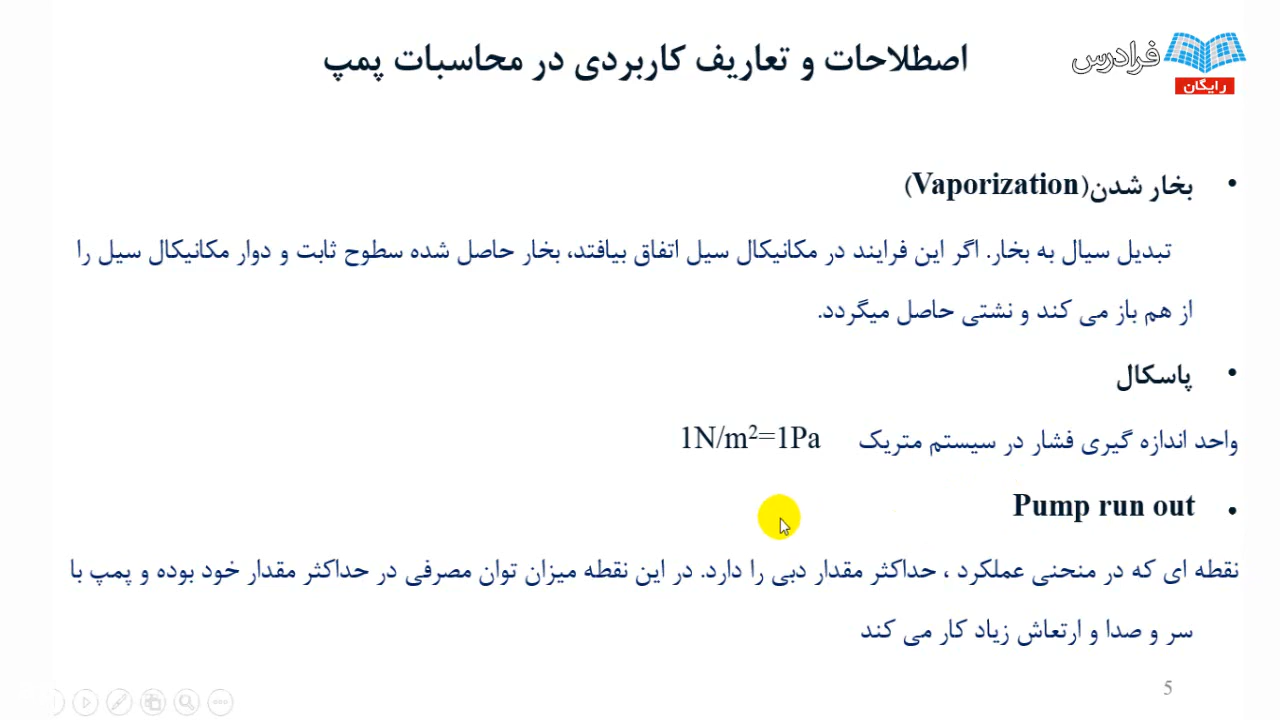 اصطلاحات و تعاریف کاربردی در محاسبات پمپ
فرادرس
رایگان
• بخار شدن(Vaporization)
تبدیل سیال به بخار. اگر این فرایند در مکانیکال سیل اتفاق بیافتند، بخار حاصل شده سطوح ثابت و دوار مکانیکال سیل را
از هم باز می کند و نشتی حاصل میگردد.
• پاسکال
واحد اندازه گیری فشار در سیستم متریک 1N/m²=1Pa
• Pump run out
نقطه ای که در منحنی عملکرد ، حداکثر مقدار دبی را دارد. در این نقطه میزان توان مصرفی در حداکثر مقدار خود بوده و پمپ با
سر و صدا و ارتعاش زیاد کار می کند
5